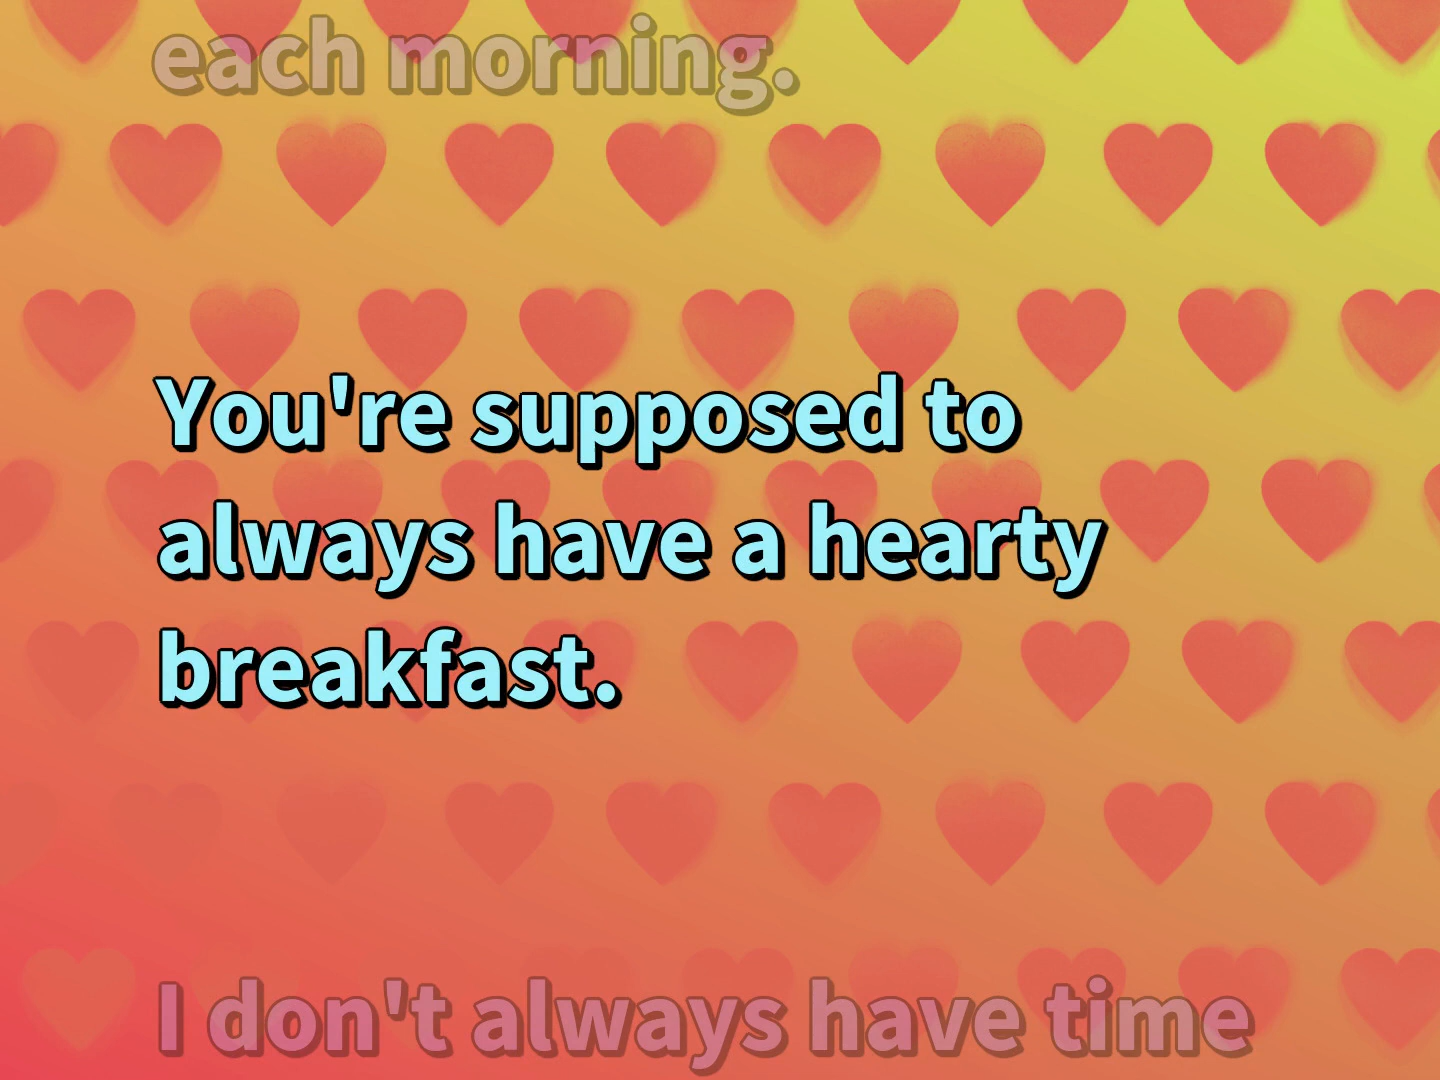 each morning.
You're supposed to
always have a hearty
breakfast.
I don't always have time